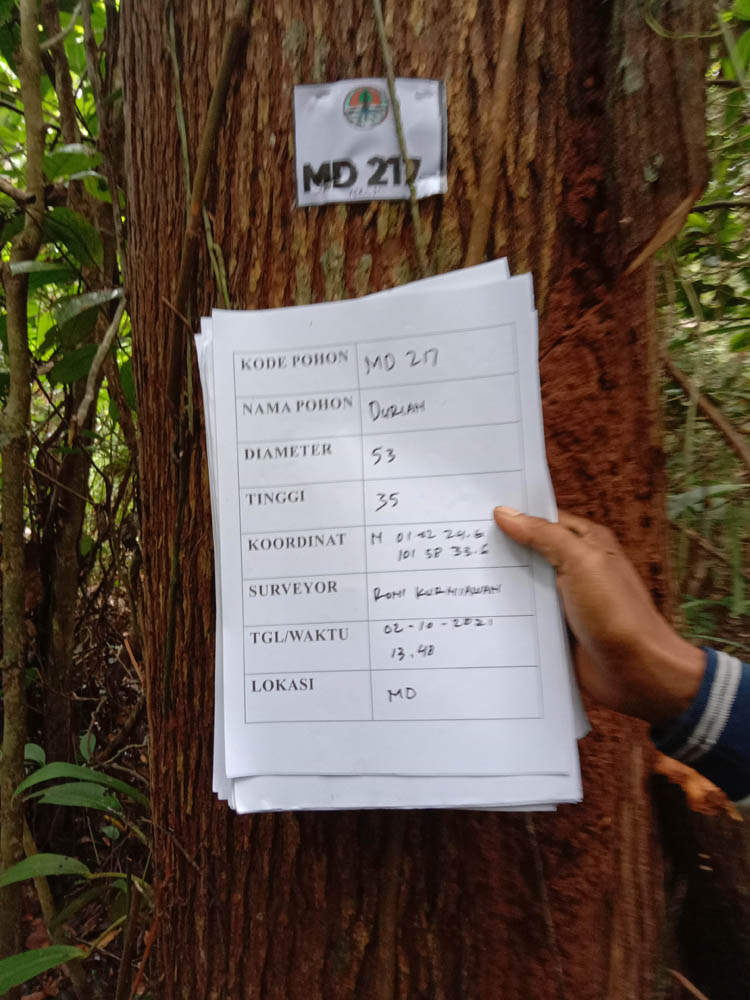 MD 217
KODE POHON MD 217
NAMA POHON DURIAN
DIAMETER 53
TINGGI 35
KOORDINAT N 01 42 29.6
101 58 33.6
SURVEYOR ROMI KURNIAWAN
TGL/WAKTU 02-10-2021
13.48
LOKASI MD